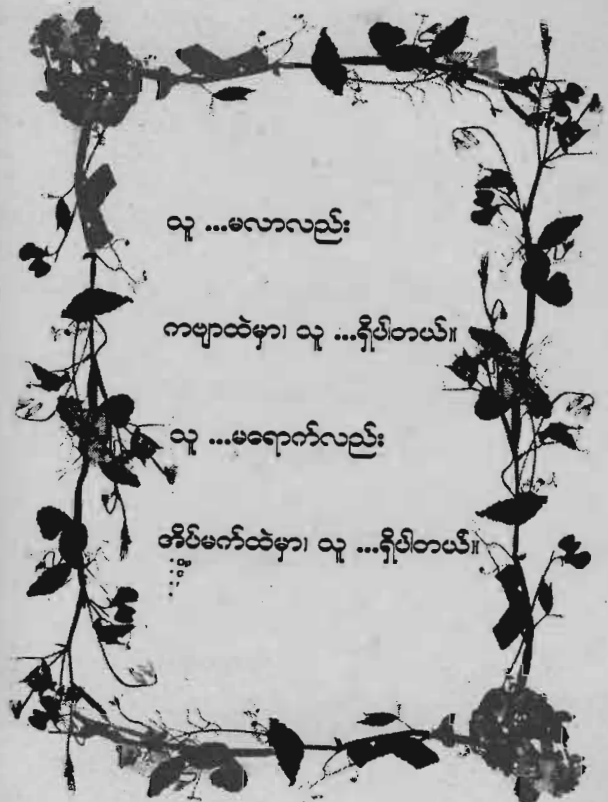 သူ ...မလာလည်း
ကဗျာထဲမှာ၊ သူ ...ရှိပါတယ်။
သူ ...မရောက်လည်း
အိပ်မက်ထဲမှာ၊ သူ ...ရှိပါတယ်။